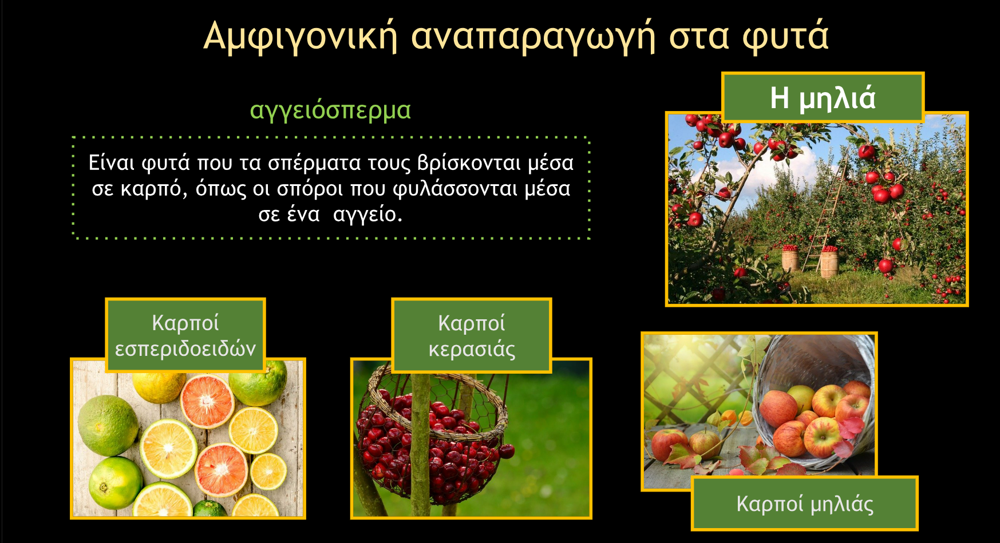 Αμφιγονική αναπαραγωγή στα φυτά
αγγειόσπερμα
Είναι φυτά που τα σπέρματα τους βρίσκονται μέσα
σε καρπό, όπως οι σπόροι που φυλάσσονται μέσα
σε ένα  αγγείο.
Η μηλιά
Καρποί
εσπεριδοειδών
Καρποί
κερασιάς
Καρποί μηλιάς